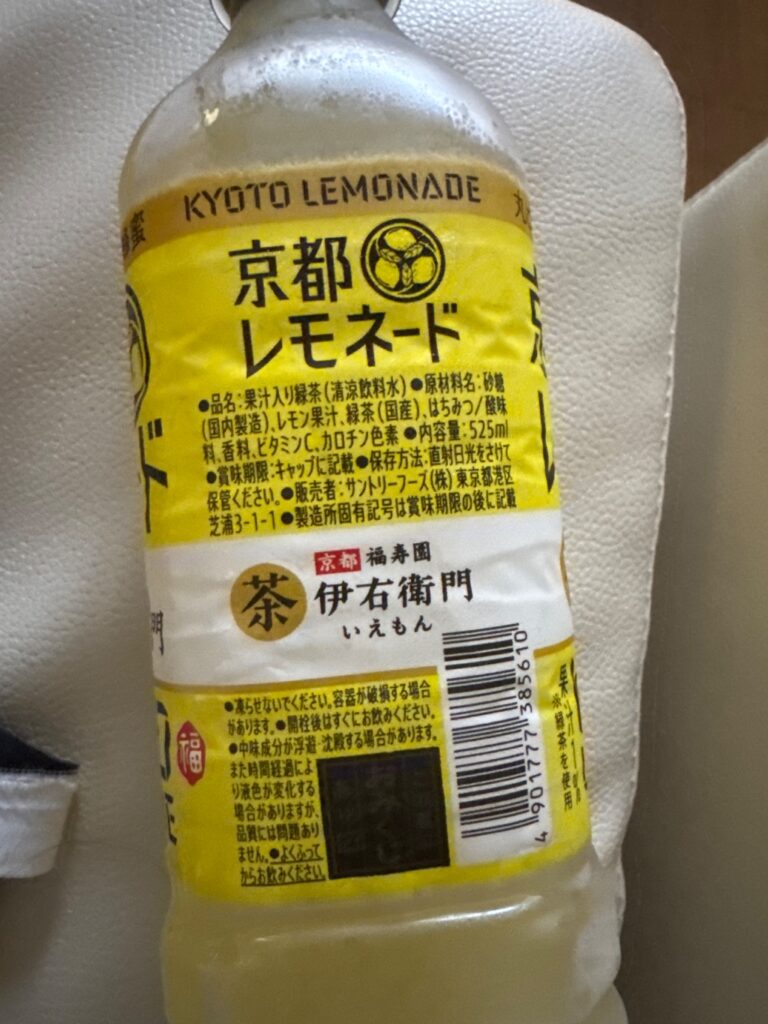 KYOTO LEMONADE
蜜
丸
京都
レモネード
●品名:果汁入り緑茶(清涼飲料水)●原材料名:砂糖
(国内製造)、レモン果汁、緑茶(国産)、はちみつ/酸味
料、香料、ビタミンC、カロチン色素 ●内容量:525ml
●賞味期限:キャップに記載●保存方法:直射日光をさけて
保管ください。●販売者:サントリーフーズ(株)東京都港区
芝浦3-1-1●製造所固有記号は賞味期限の後に記載
ド
京都 福寿園
茶 伊右衛門
いえもん
●凍らせないでください。容器が破損する場合
があります。●開栓後はすぐにお飲みください。
●中味成分が浮遊・沈殿する場合があります。
また時間経過によ
り液色が変化する
場合がありますが、
品質には問題あり
ません。●よくふって
からお飲みください。
福
4 901777 385610
果汁1%
※緑茶を使用